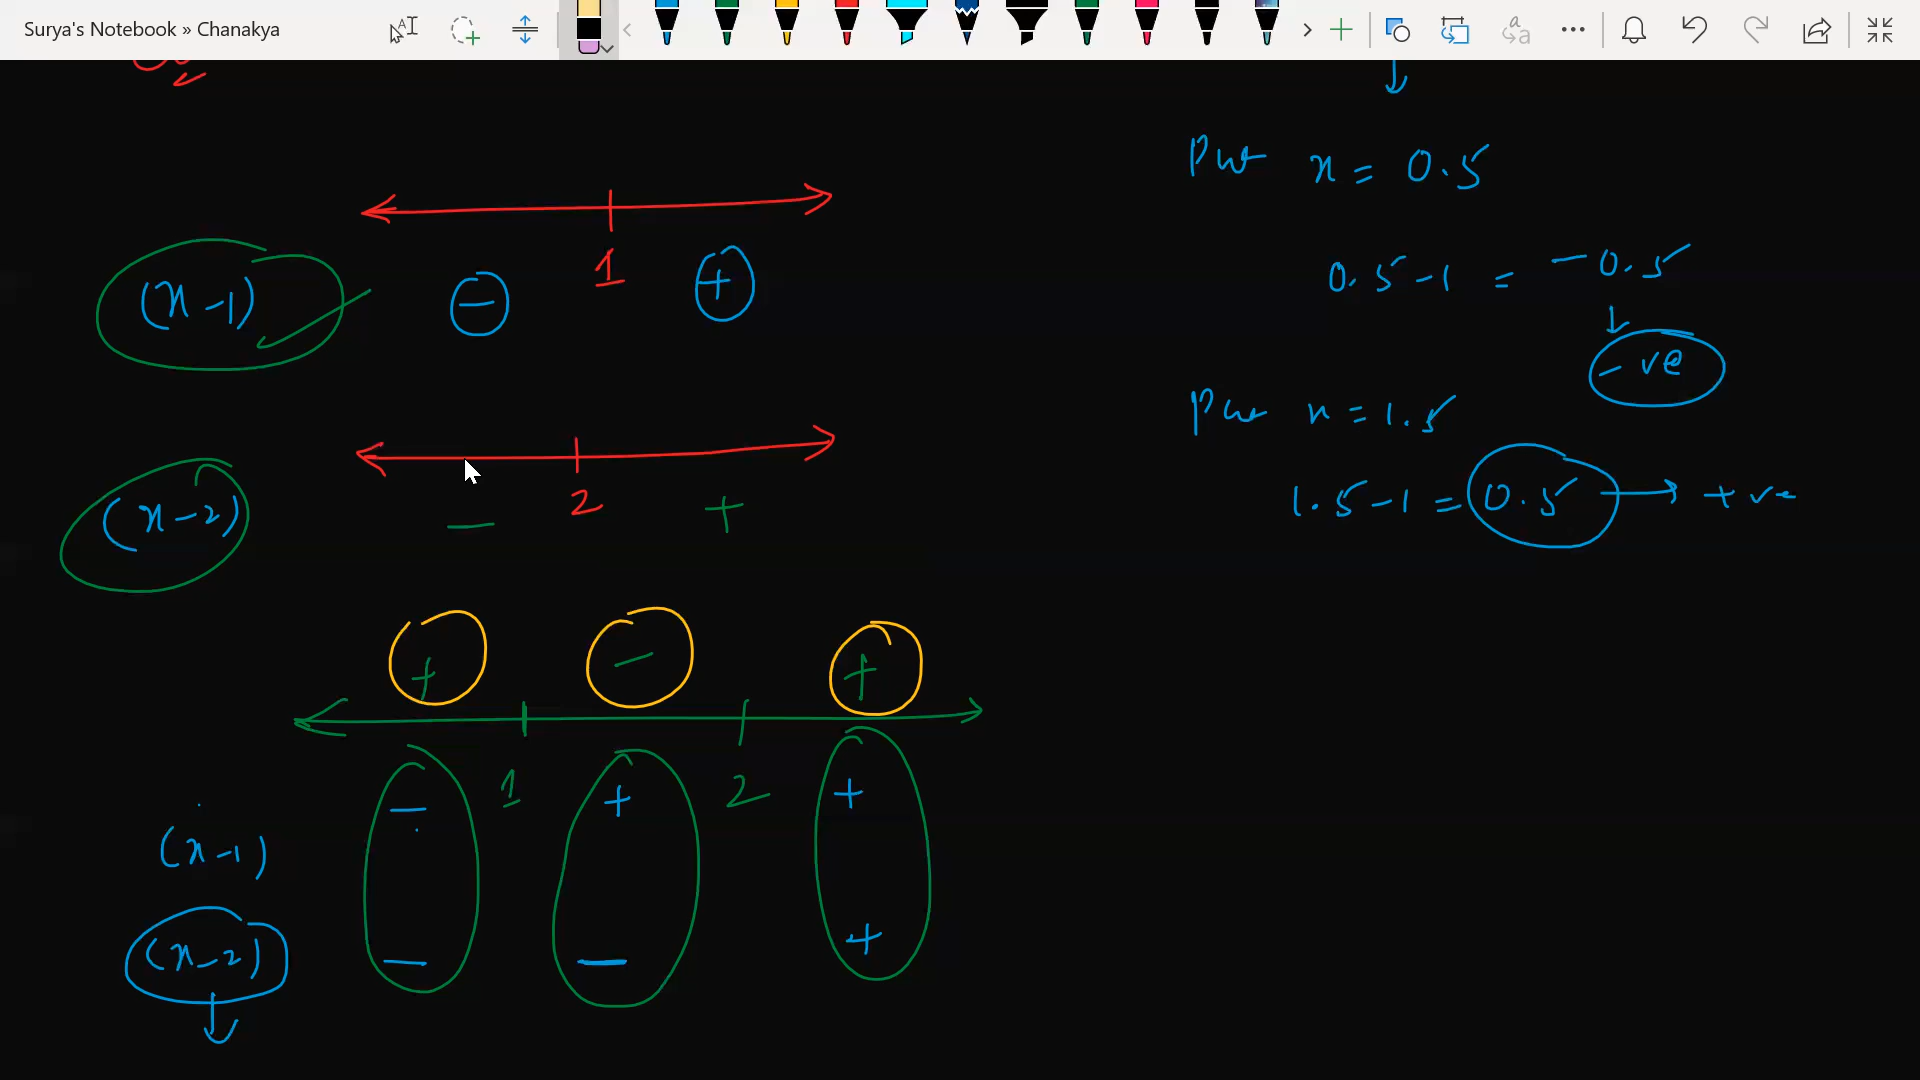 Surya's Notebook » Chanakya
Put x = 0.5
1
(x-1) - +
0.5-1 = -0.5
-ve
Put x = 1.5
1.5-1 = 0.5 → +ve
2
(x-2) - +
+ - +
1 2
(x-1) - + +
(x-2) - - +